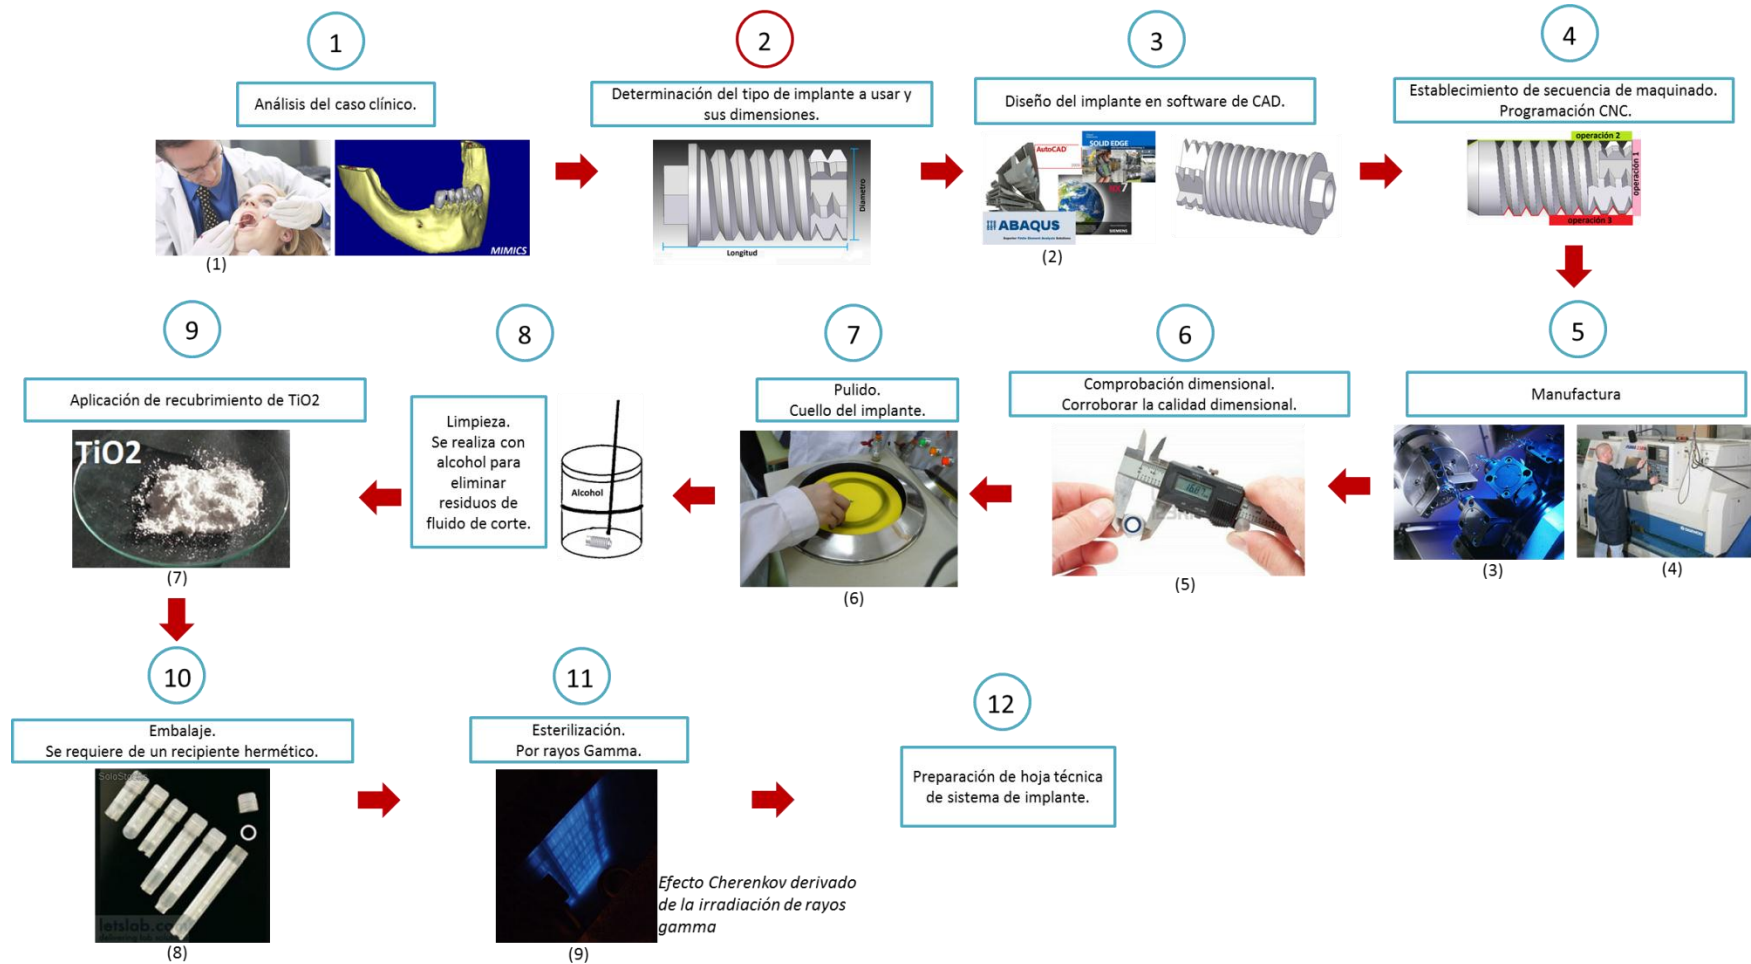 1
Análisis del caso clínico.
MIMICS
(1)
2
Determinación del tipo de implante a usar y
sus dimensiones.
Diametro
Longitud
3
Diseño del implante en software de CAD.
AutoCAD
SOLID EDGE
7
SIEMENS
ABAQUS
(2)
4
Establecimiento de secuencia de maquinado.
Programación CNC.
operación 2
operación 1
operación 3
5
Manufactura
(3)
(4)
6
Comprobación dimensional.
Corroborar la calidad dimensional.
(5)
7
Pulido.
Cuello del implante.
(6)
8
Limpieza.
Se realiza con
alcohol para
eliminar
residuos de
fluido de corte.
Alcohol
9
Aplicación de recubrimiento de TiO2
TiO2
(7)
10
Embalaje.
Se requiere de un recipiente hermético.
letslab.com
(8)
11
Esterilización.
Por rayos Gamma.
Efecto Cherenkov derivado
de la irradiación de rayos
gamma
(9)
12
Preparación de hoja técnica
de sistema de implante.